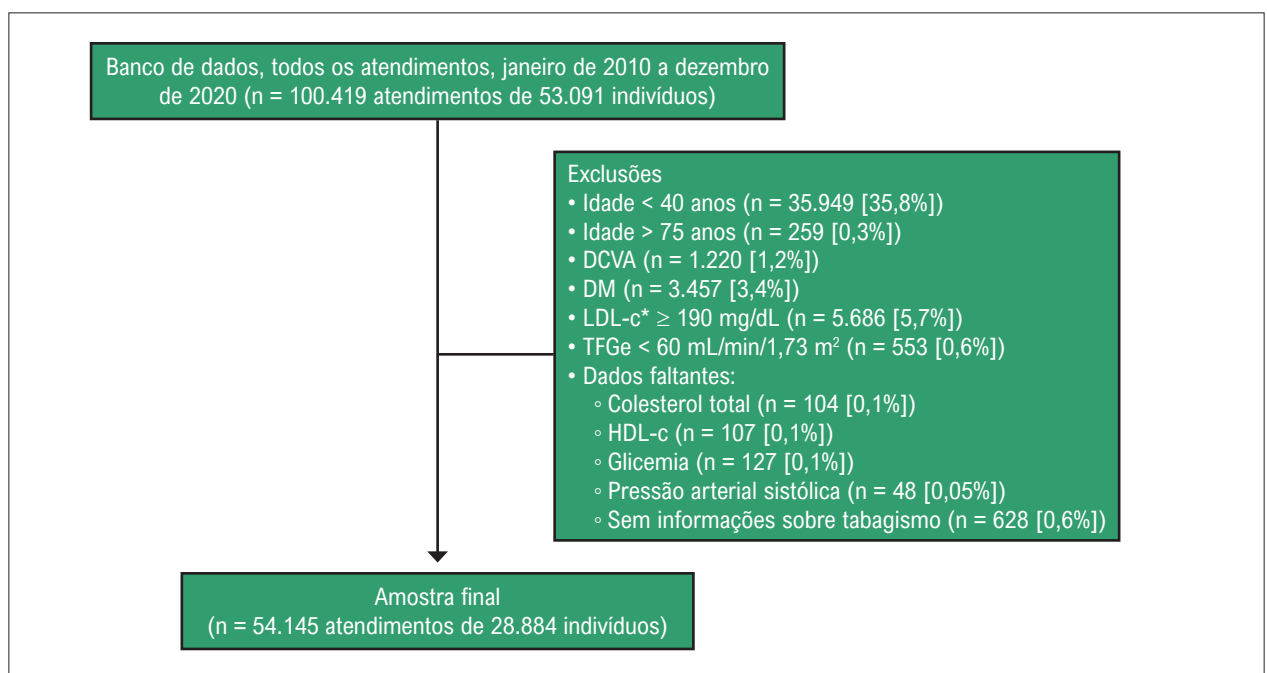 Banco de dados, todos os atendimentos, janeiro de 2010 a dezembro
de 2020 (n = 100.419 atendimentos de 53.091 indivíduos)
Exclusões
• Idade < 40 anos (n = 35.949 [35,8%])
• Idade > 75 anos (n = 259 [0,3%])
• DCVA (n = 1.220 [1,2%])
• DM (n = 3.457 [3,4%])
• LDL-c* ≥ 190 mg/dL (n = 5.686 [5,7%])
• TFGe < 60 mL/min/1,73 m² (n = 553 [0,6%])
• Dados faltantes:
◦ Colesterol total (n = 104 [0,1%])
◦ HDL-c (n = 107 [0,1%])
◦ Glicemia (n = 127 [0,1%])
◦ Pressão arterial sistólica (n = 48 [0,05%])
◦ Sem informações sobre tabagismo (n = 628 [0,6%])
Amostra final
(n = 54.145 atendimentos de 28.884 indivíduos)